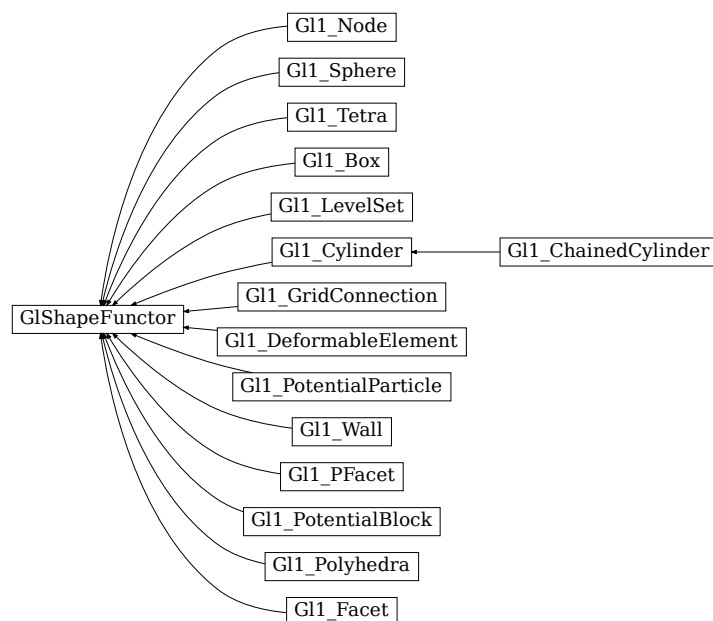 Gl1_Node
Gl1_Sphere
Gl1_Tetra
Gl1_Box
Gl1_LevelSet
Gl1_Cylinder
Gl1_ChainedCylinder
Gl1_GridConnection
GlShapeFunctor
Gl1_DeformableElement
Gl1_PotentialParticle
Gl1_Wall
Gl1_PFacet
Gl1_PotentialBlock
Gl1_Polyhedra
Gl1_Facet